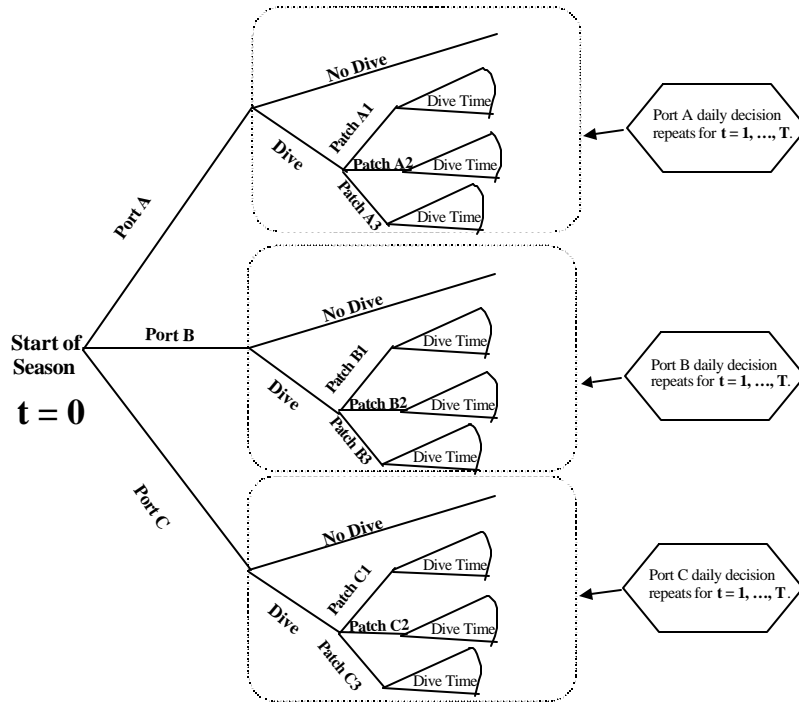 No Dive
Patch A1
Dive Time
Dive
Patch A2
Dive Time
Patch A3
Dive Time
Port A
Port A daily decision
repeats for t = 1, …, T.
Start of
Season
t = 0
Port B
No Dive
Patch B1
Dive Time
Dive
Patch B2
Dive Time
Patch B3
Dive Time
Port B daily decision
repeats for t = 1, …, T.
Port C
No Dive
Patch C1
Dive Time
Dive
Patch C2
Dive Time
Patch C3
Dive Time
Port C daily decision
repeats for t = 1, …, T.